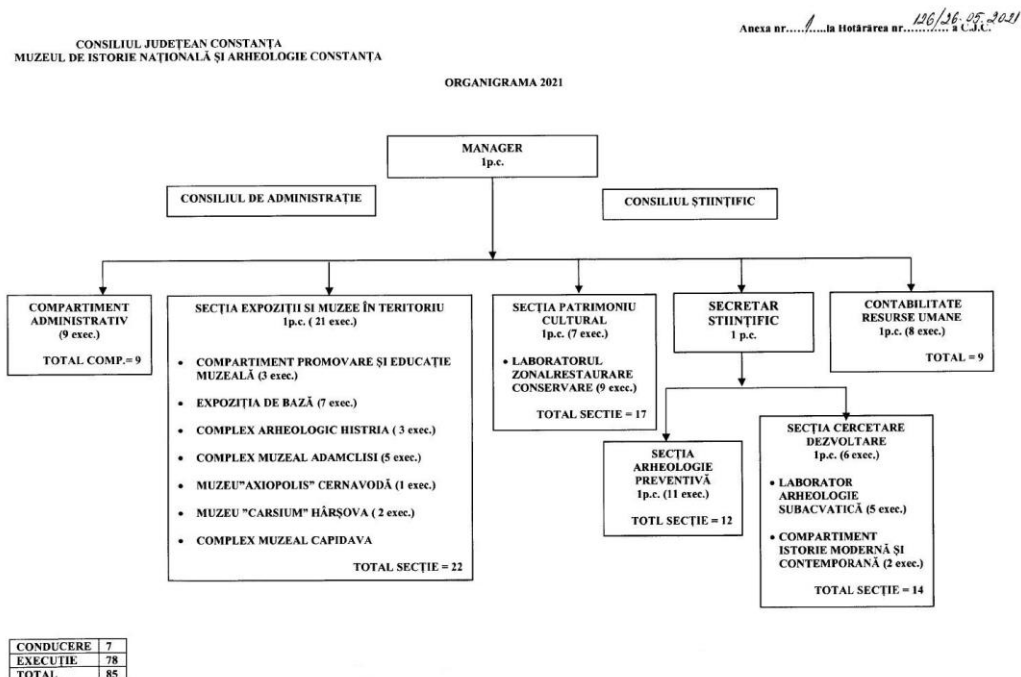 Anexa nr.....1.....la Hotărârea nr. 126/26.05.2021 a C.J.C.
CONSILIUL JUDEȚEAN CONSTANȚA
MUZEUL DE ISTORIE NAȚIONALĂ ȘI ARHEOLOGIE CONSTANȚA
ORGANIGRAMA 2021
MANAGER
1p.c.
CONSILIUL DE ADMINISTRAȚIE
CONSILIUL ȘTIINȚIFIC
COMPARTIMENT
ADMINISTRATIV
(9 exec.)
TOTAL COMP.= 9
SECȚIA EXPOZIȚII SI MUZEE ÎN TERITORIU
1p.c. ( 21 exec.)
• COMPARTIMENT PROMOVARE ȘI EDUCAȚIE
MUZEALĂ (3 exec.)
• EXPOZIȚIA DE BAZĂ (7 exec.)
• COMPLEX ARHEOLOGIC HISTRIA ( 3 exec.)
• COMPLEX MUZEAL ADAMCLISI (5 exec.)
• MUZEU"AXIOPOLIS" CERNAVODĂ (1 exec.)
• MUZEU "CARSIUM" HÂRȘOVA ( 2 exec.)
• COMPLEX MUZEAL CAPIDAVA
TOTAL SECȚIE = 22
SECȚIA PATRIMONIU
CULTURAL
1p.c. (7 exec.)
• LABORATORUL
ZONALRESTAURARE
CONSERVARE (9 exec.)
TOTAL SECTIE = 17
SECRETAR
STIINȚIFIC
1 p.c.
CONTABILITATE
RESURSE UMANE
1p.c. (8 exec.)
TOTAL = 9
SECȚIA
ARHEOLOGIE
PREVENTIVĂ
1p.c. (11 exec.)
TOTL SECTIE = 12
SECȚIA CERCETARE
DEZVOLTARE
1p.c. (6 exec.)
• LABORATOR
ARHEOLOGIE
SUBACVATICĂ (5 exec.)
• COMPARTIMENT
ISTORIE MODERNĂ ȘI
CONTEMPORANĂ (2 exec.)
TOTAL SECȚIE = 14
CONDUCERE 7
EXECUȚIE 78
TOTAL 85